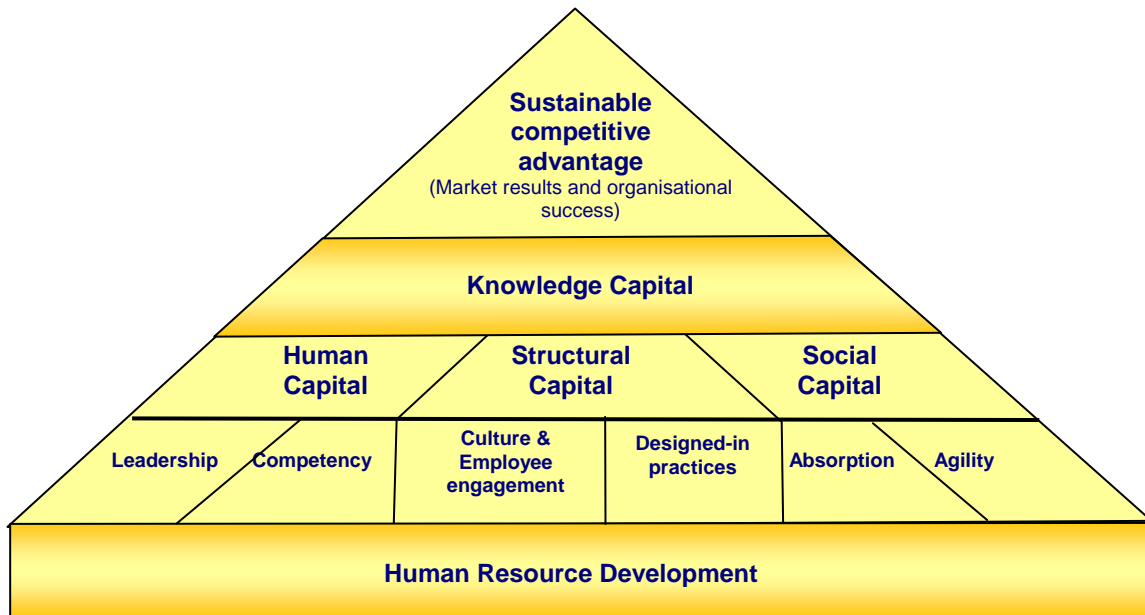 Sustainable
competitive
advantage
(Market results and organisational
success)
Knowledge Capital
Human
Capital
Structural
Capital
Social
Capital
Leadership
Competency
Culture &
Employee
engagement
Designed-in
practices
Absorption
Agility
Human Resource Development